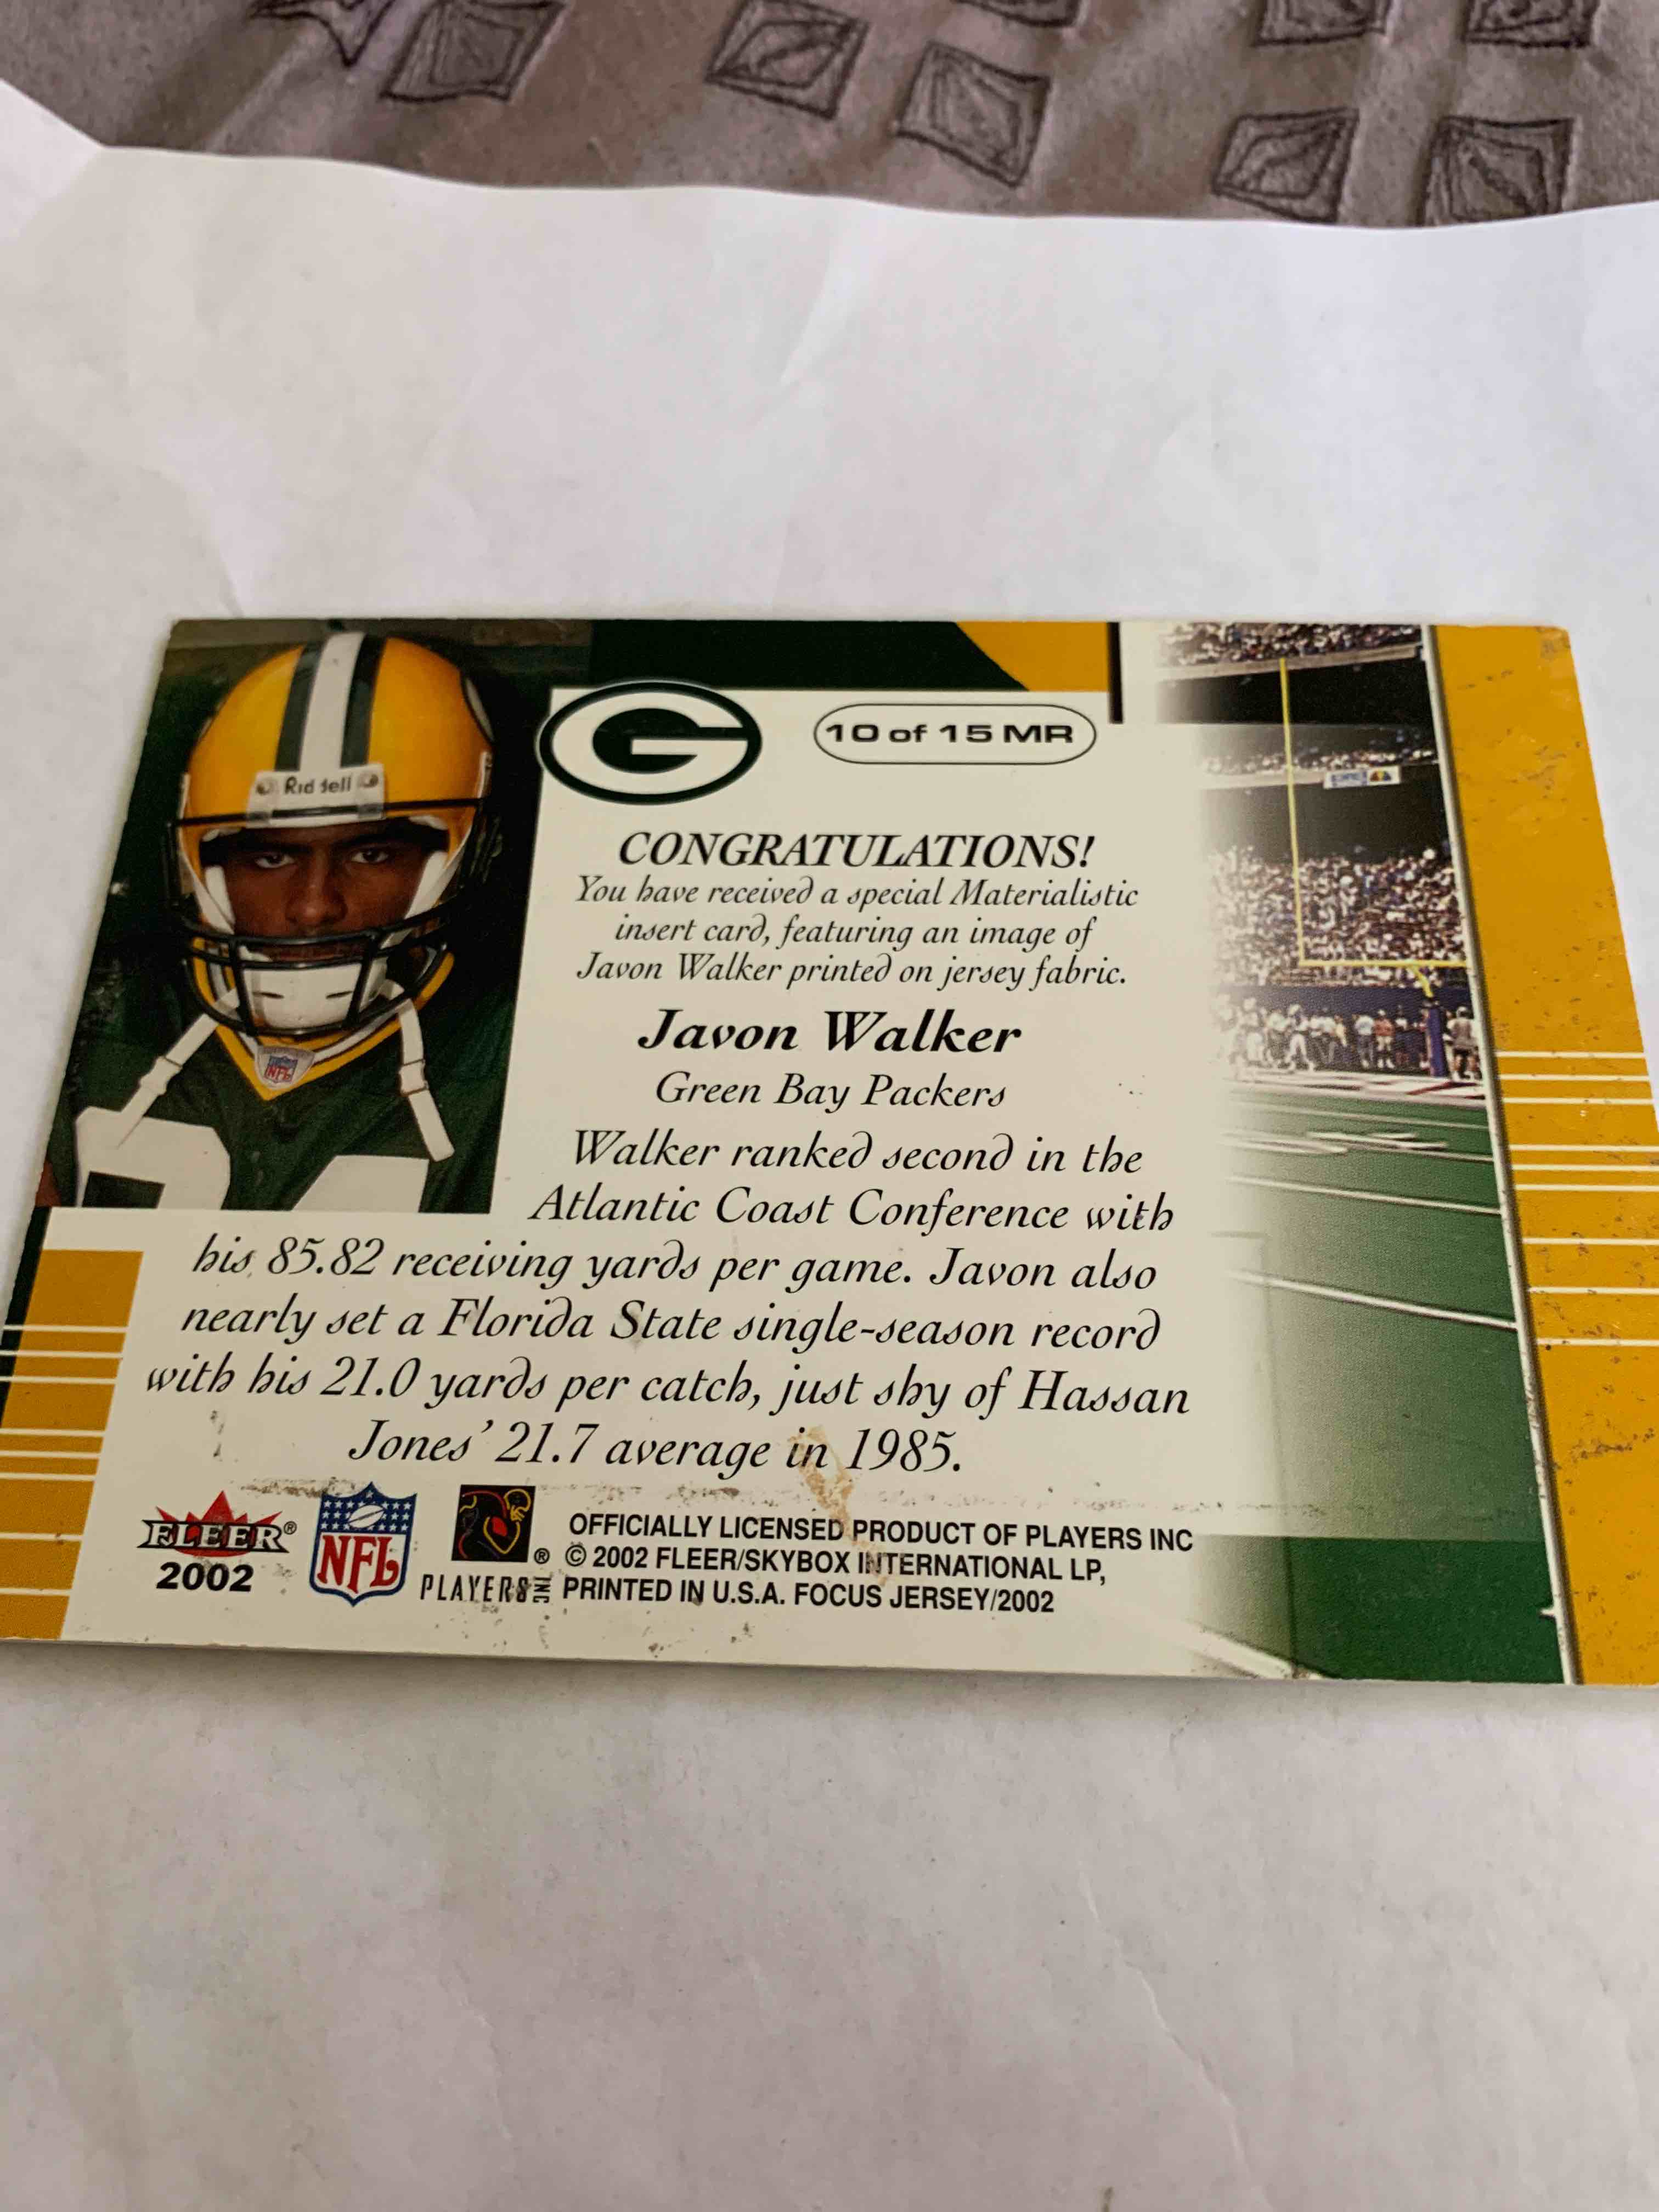 Riddell
G
10 of 15 MR
CONGRATULATIONS!
You have received a special Materialistic
insert card, featuring an image of
Javon Walker printed on jersey fabric.
Javon Walker
Green Bay Packers
NFL
Walker ranked second in the
Atlantic Coast Conference with
his 85.82 receiving yards per game. Javon also
nearly set a Florida State single-season record
with his 21.0 yards per catch, just shy of Hassan
Jones' 21.7 average in 1985.
FLEER®
2002
NFL
®
PLAYERS INC
OFFICIALLY LICENSED PRODUCT OF PLAYERS INC
© 2002 FLEER/SKYBOX INTERNATIONAL LP,
PRINTED IN U.S.A. FOCUS JERSEY/2002